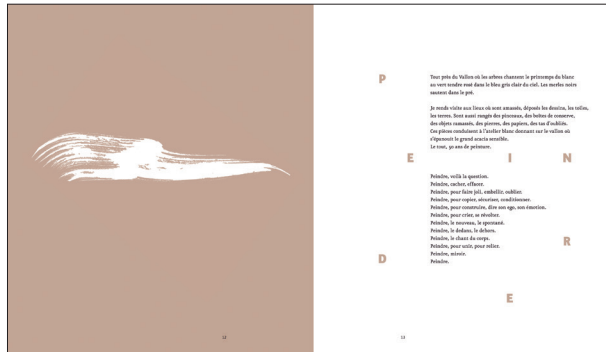 P
Tout près du Vallon où les arbres chantent le printemps du blanc
au vert tendre rosé dans le bleu gris clair du ciel. Les merles noirs
sautent dans le pré.
Je rends visite aux lieux où sont amassés, déposés les dessins, les toiles,
les terres. Sont aussi rangés des pinceaux, des boîtes de conserve,
des objets ramassés, des pierres, des papiers, des tas d'oubliés.
Ces pièces conduisent à l'atelier blanc donnant sur le vallon où
s'épanouit le grand acacia sensible.
Le tout, 30 ans de peinture.
E I N
Peindre, voilà la question.
Peindre, cacher, effacer.
Peindre, pour faire joli, embellir, oublier.
Peindre, pour copier, sécuriser, conditionner.
Peindre, pour construire, dire son ego, son émotion.
Peindre, pour crier, se révolter.
Peindre, le nouveau, le spontané.
Peindre, le dedans, le dehors.
R
Peindre, le chant du corps.
Peindre, pour unir, pour relier.
D
Peindre, miroir.
Peindre.
E